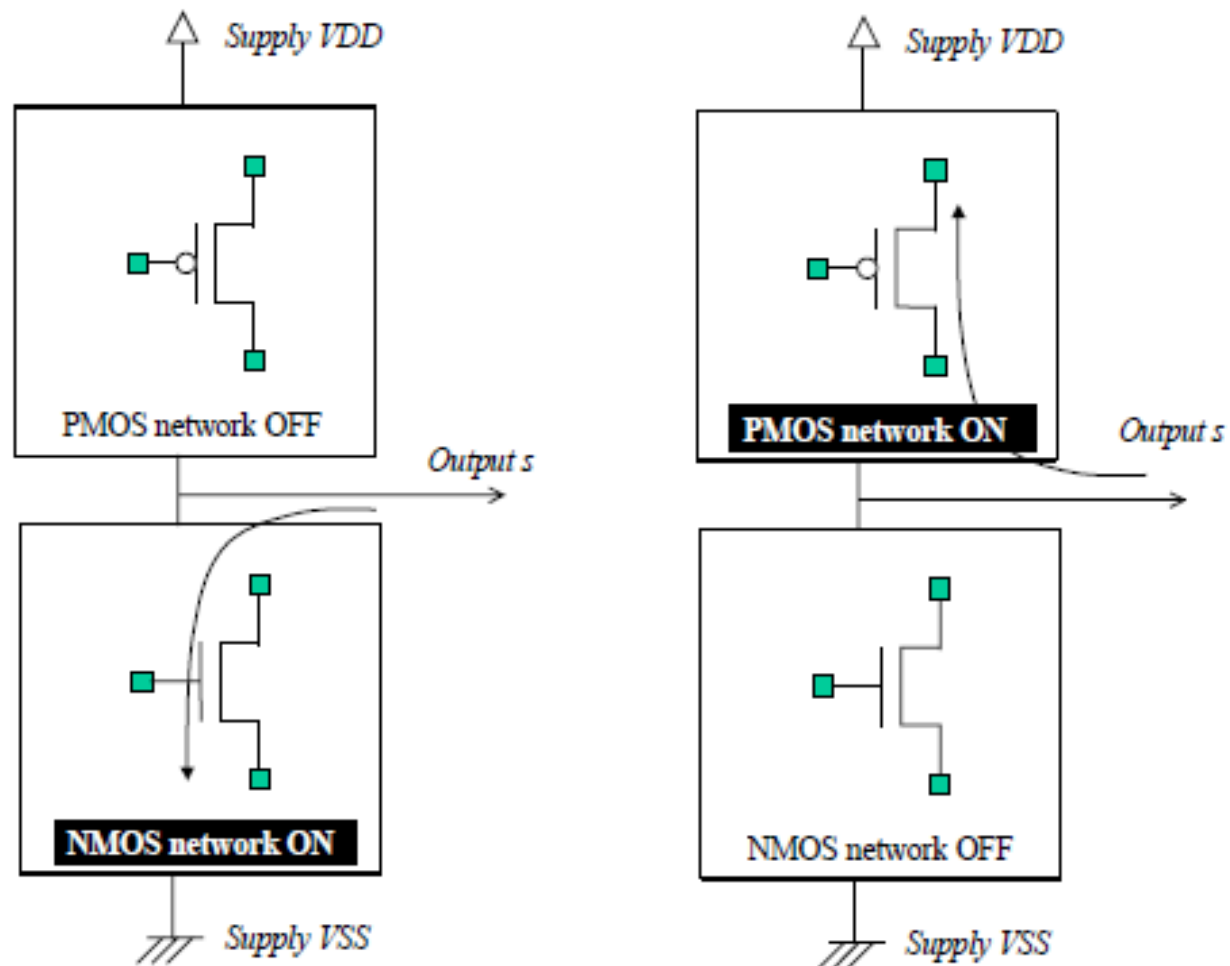 Supply VDD
PMOS network OFF
Output s
NMOS network ON
Supply VSS
Supply VDD
PMOS network ON
Output s
NMOS network OFF
Supply VSS